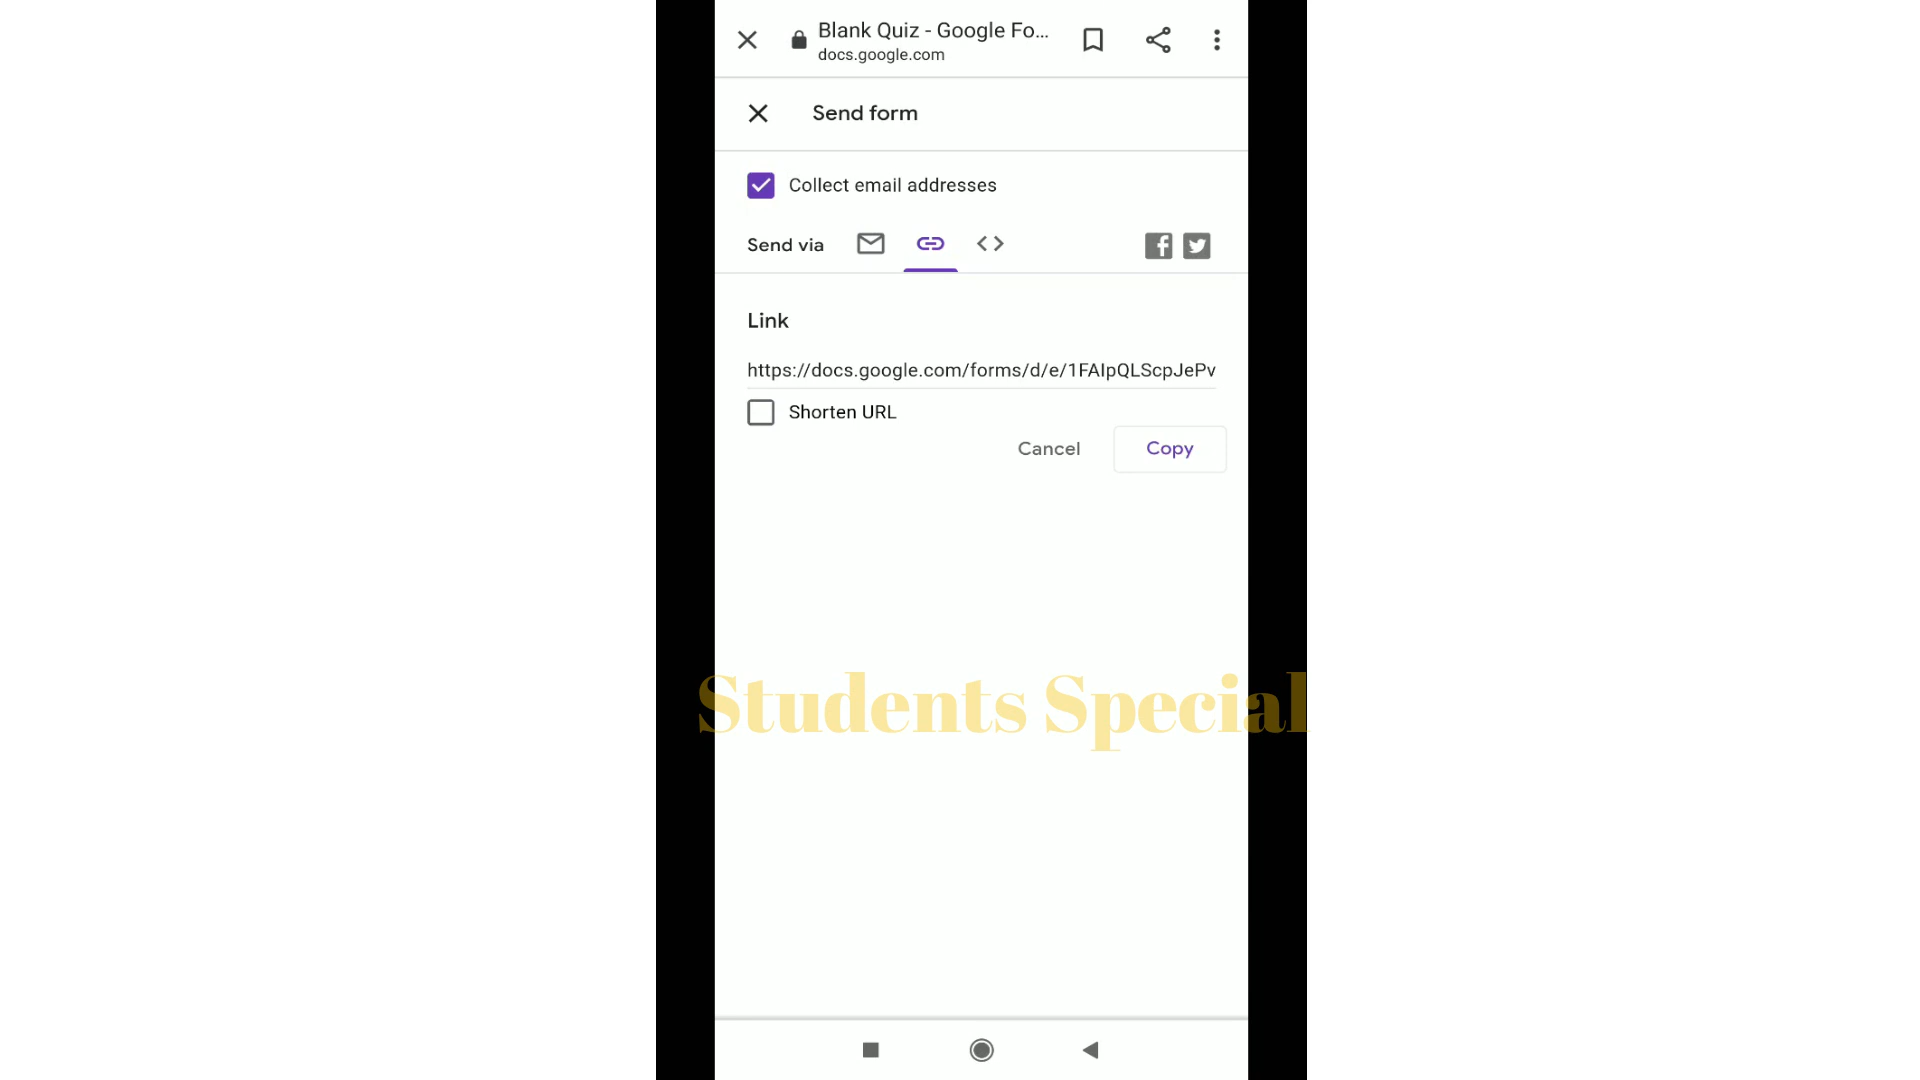 Blank Quiz - Google Fo...
docs.google.com
Send form
Collect email addresses
Send via
Link
https://docs.google.com/forms/d/e/1FAIpQLScpJePv
Shorten URL
Cancel
Copy
Students Special